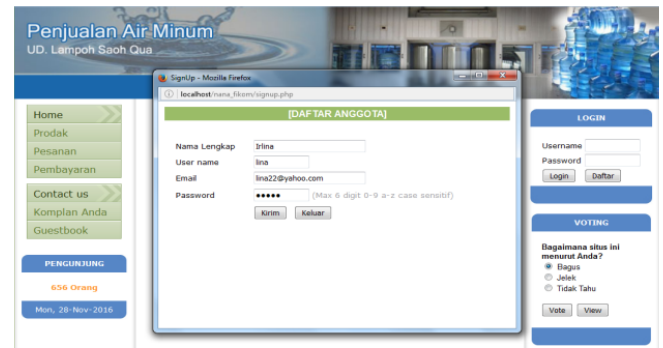 Penjualan Air Minum
UD. Lampoh Saoh Qua
SignUp - Mozilla Firefox
localhost/nana_fikom/signup.php
[DAFTAR ANGGOTA]
Nama Lengkap Irlina
User name lina
Email lina22@yahoo.com
Password ••••• (Max 6 digit 0-9 a-z case sensitif)
Kirim Keluar
Home
Prodak
Pesanan
Pembayaran
Contact us
Komplan Anda
Guestbook
PENGUNJUNG
656 Orang
Mon, 28-Nov-2016
LOGIN
Username
Password
Login Daftar
VOTING
Bagaimana situs ini
menurut Anda?
Bagus
Jelek
Tidak Tahu
Vote View